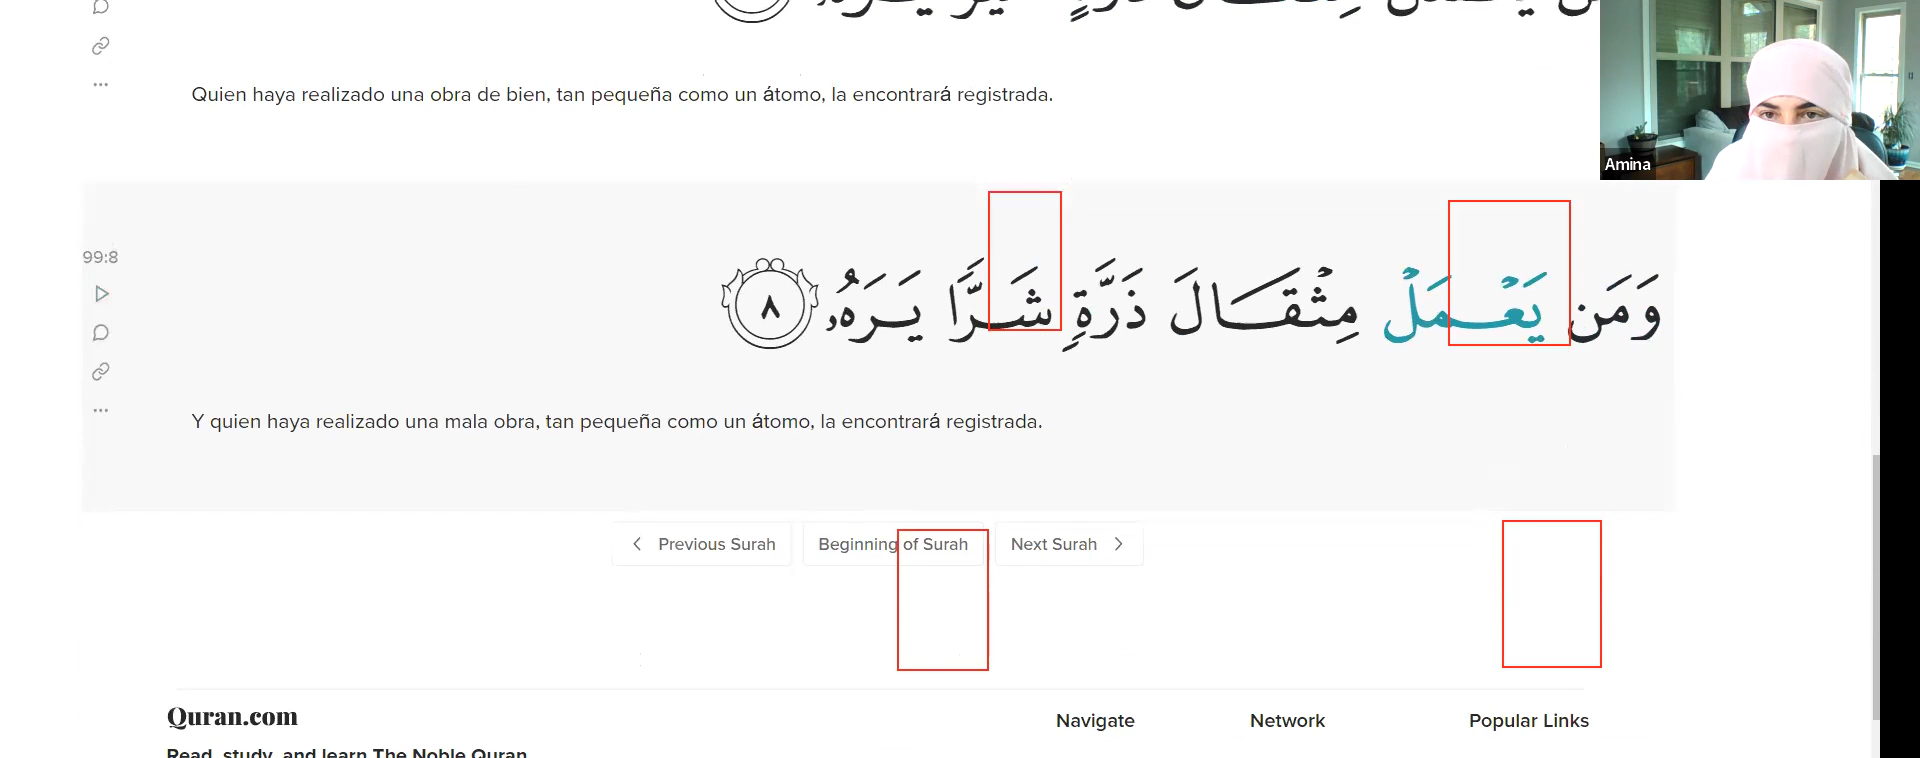 Quien haya realizado una obra de bien, tan pequeña como un átomo, la encontrará registrada.
Amina
99:8
وَمَن يَعْمَلْ مِثْقَالَ ذَرَّةٍ شَرًّا يَرَهُۥ ٨
Y quien haya realizado una mala obra, tan pequeña como un átomo, la encontrará registrada.
Previous Surah
Beginning of Surah
Next Surah
Quran.com
Navigate
Network
Popular Links
Read, study, and learn The Noble Quran